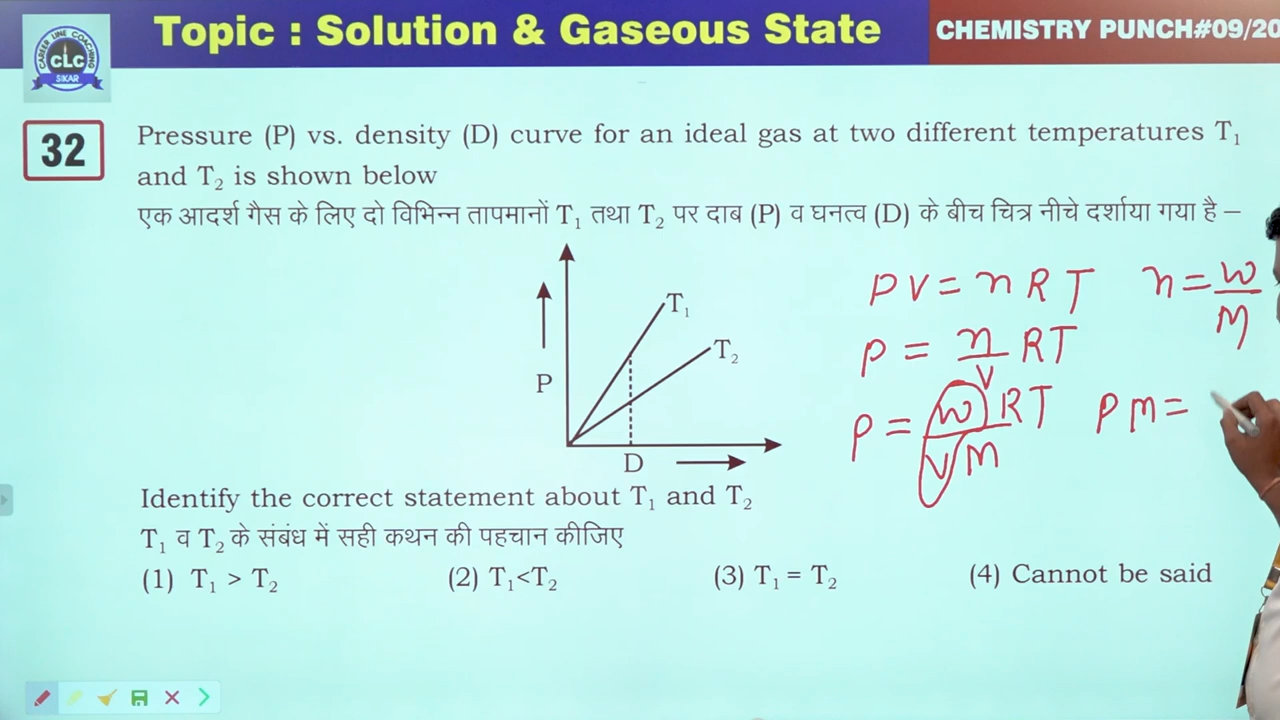 Topic : Solution & Gaseous State
CHEMISTRY PUNCH#09/20
CAREER LINE COACHING
CLC
SIKAR
32
Pressure (P) vs. density (D) curve for an ideal gas at two different temperatures T₁
and T₂ is shown below
एक आदर्श गैस के लिए दो विभिन्न तापमानों T₁ तथा T₂ पर दाब (P) व घनत्व (D) के बीच चित्र नीचे दर्शाया गया है –
T₁
T₂
P
D
PV = nRT n = w/M
P = n/V RT
P = w/VM RT PM =
Identify the correct statement about T₁ and T₂
T₁ व T₂ के संबंध में सही कथन की पहचान कीजिए
(1) T₁ > T₂ (2) T₁<T₂ (3) T₁ = T₂ (4) Cannot be said